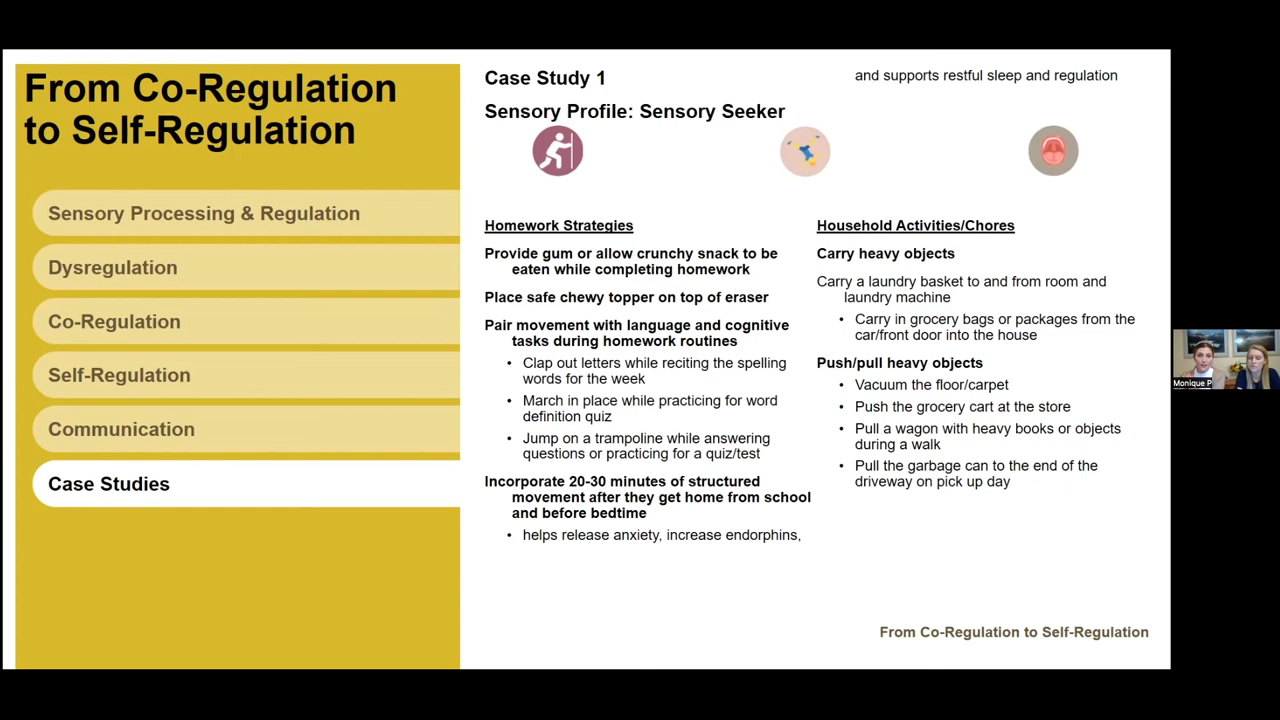 From Co-Regulation
to Self-Regulation
Sensory Processing & Regulation
Dysregulation
Co-Regulation
Self-Regulation
Communication
Case Studies
Case Study 1
Sensory Profile: Sensory Seeker
Homework Strategies
Provide gum or allow crunchy snack to be
eaten while completing homework
Place safe chewy topper on top of eraser
Pair movement with language and cognitive
tasks during homework routines
• Clap out letters while reciting the spelling
words for the week
• March in place while practicing for word
definition quiz
• Jump on a trampoline while answering
questions or practicing for a quiz/test
Incorporate 20-30 minutes of structured
movement after they get home from school
and before bedtime
• helps release anxiety, increase endorphins,
and supports restful sleep and regulation
Household Activities/Chores
Carry heavy objects
Carry a laundry basket to and from room and
laundry machine
• Carry in grocery bags or packages from the
car/front door into the house
Push/pull heavy objects
• Vacuum the floor/carpet
• Push the grocery cart at the store
• Pull a wagon with heavy books or objects
during a walk
• Pull the garbage can to the end of the
driveway on pick up day
From Co-Regulation to Self-Regulation
Monique P